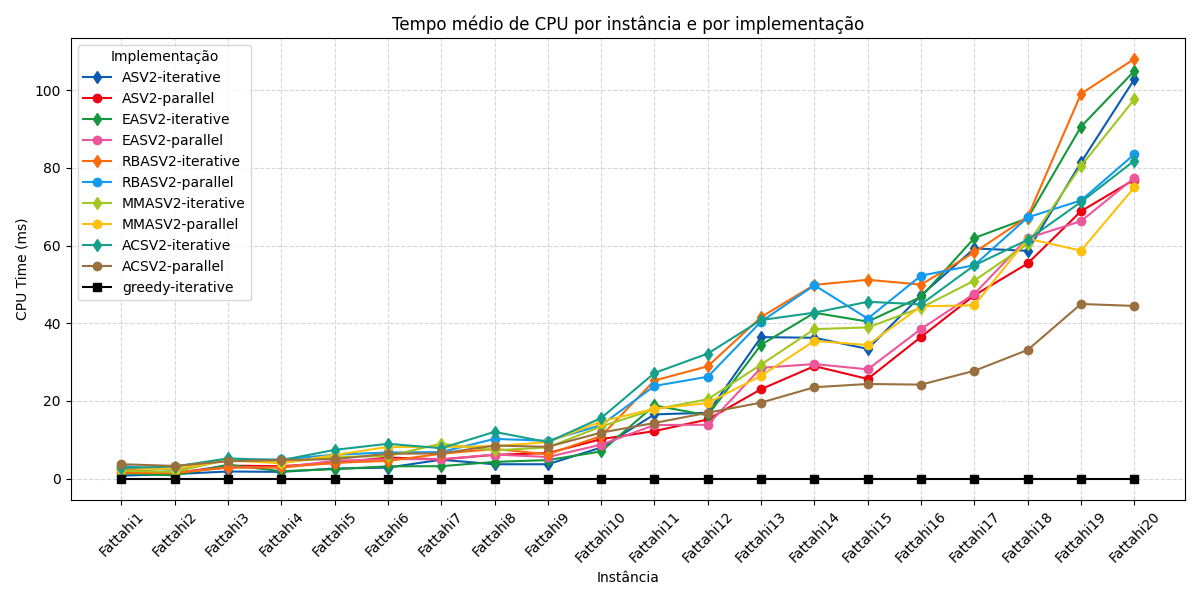 Tempo médio de CPU por instância e por implementação
Implementação
ASV2-iterative
ASV2-parallel
EASV2-iterative
EASV2-parallel
RBASV2-iterative
RBASV2-parallel
MMASV2-iterative
MMASV2-parallel
ACSV2-iterative
ACSV2-parallel
greedy-iterative
CPU Time (ms)
100
80
60
40
20
0
Fattahi1
Fattahi2
Fattahi3
Fattahi4
Fattahi5
Fattahi6
Fattahi7
Fattahi8
Fattahi9
Fattahi10
Fattahi11
Fattahi12
Fattahi13
Fattahi14
Fattahi15
Fattahi16
Fattahi17
Fattahi18
Fattahi19
Fattahi20
Instância